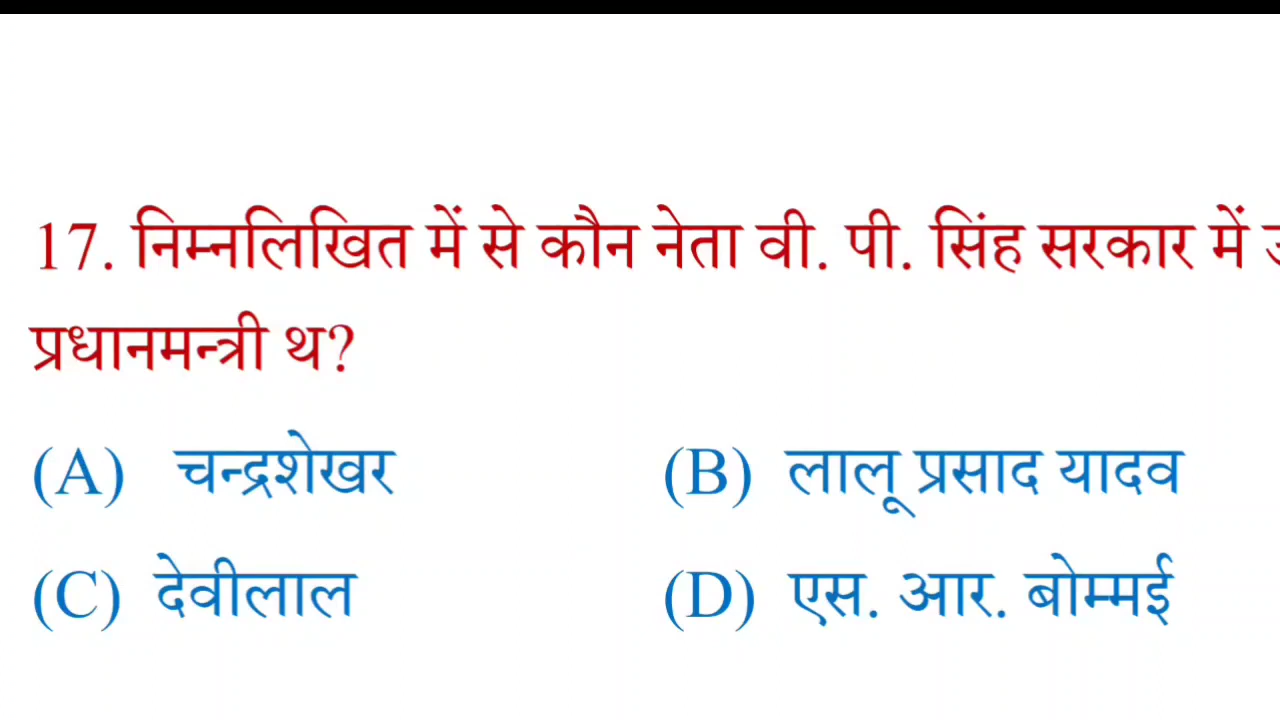 17. निम्नलिखित में से कौन नेता वी. पी. सिंह सरकार में
प्रधानमन्त्री थ?
(A) चन्द्रशेखर (B) लालू प्रसाद यादव
(C) देवीलाल (D) एस. आर. बोम्मई